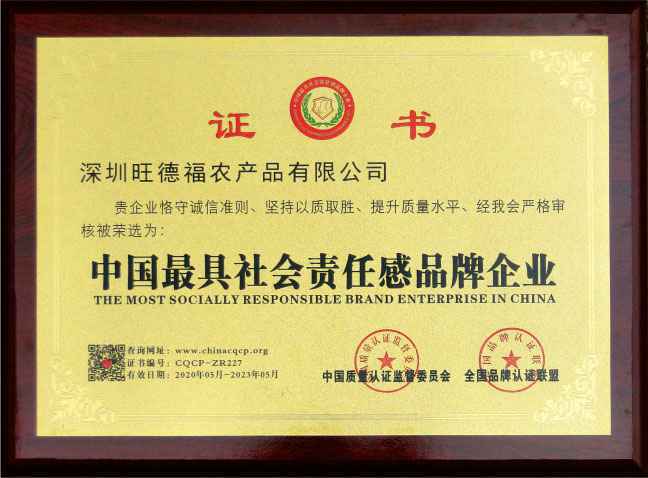 证 书
深圳旺德福农产品有限公司
贵企业恪守诚信准则、坚持以质取胜、提升质量水平、经我会严格审
核被荣选为：
中国最具社会责任感品牌企业
THE MOST SOCIALLY RESPONSIBLE BRAND ENTERPRISE IN CHINA
查询网址：www.chinacqcp.org
证书编号：CQCP-ZR227
有效日期：2020年05月-2023年05月
中国质量认证监督委员会 全国品牌认证联盟